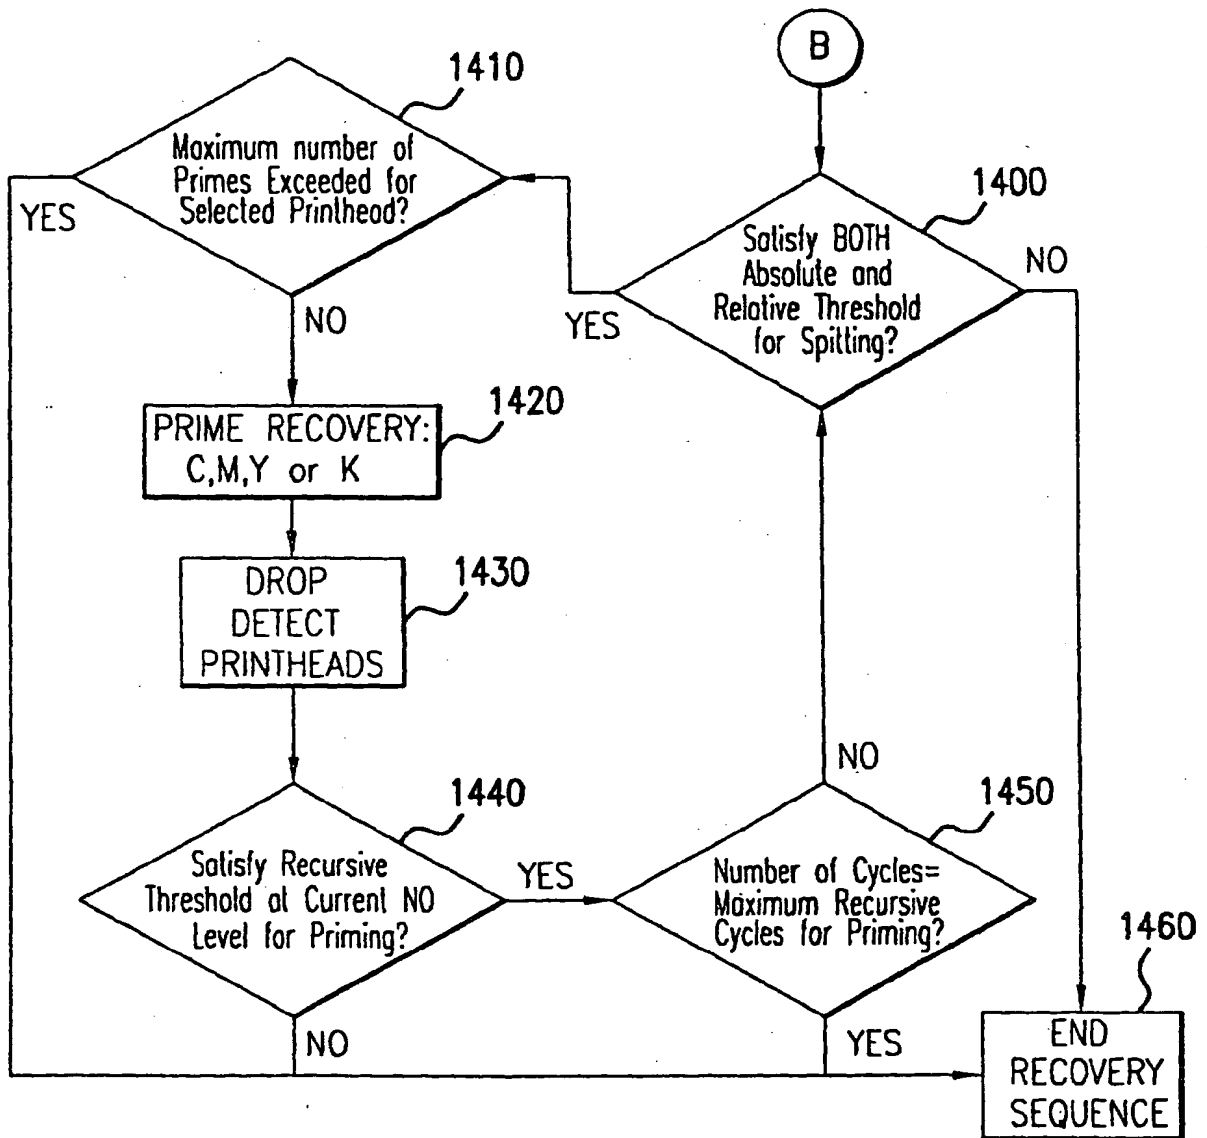 B
1410
Maximum number of
Primes Exceeded for
Selected Printhead?
YES
NO
1400
Satisfy BOTH
Absolute and
Relative Threshold
for Spitting?
NO
YES
1420
PRIME RECOVERY:
C,M,Y or K
1430
DROP
DETECT
PRINTHEADS
1440
Satisfy Recursive
Threshold at Current NO
Level for Priming?
YES
NO
1450
Number of Cycles=
Maximum Recursive
Cycles for Priming?
NO
YES
1460
END
RECOVERY
SEQUENCE